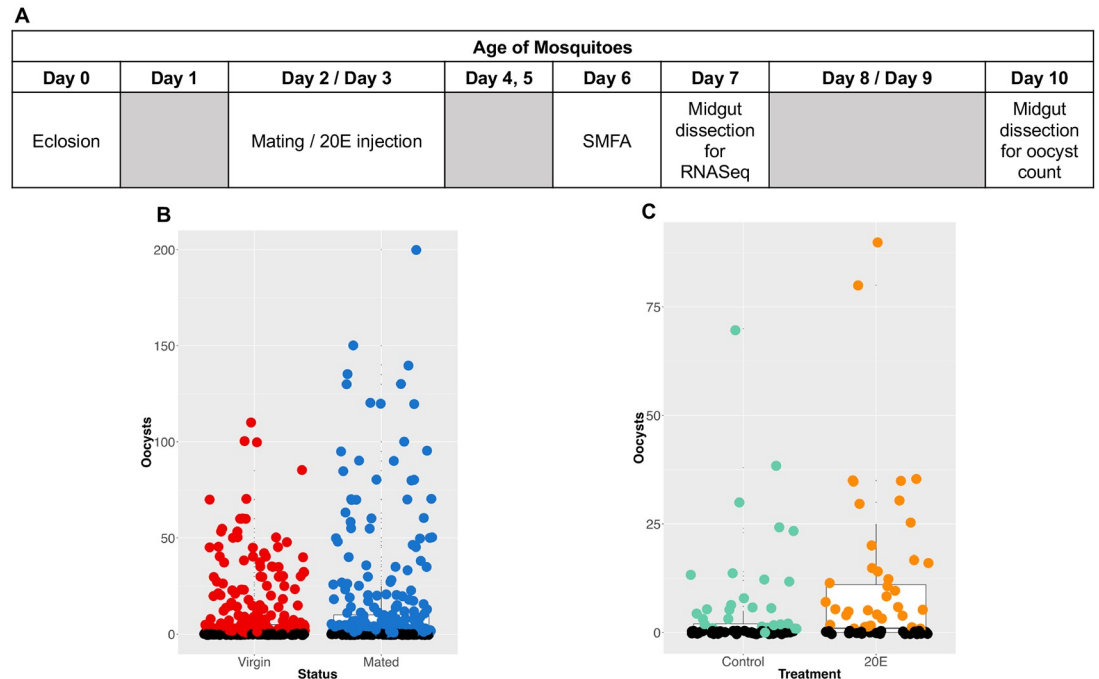 A
Age of Mosquitoes
Day 0 Day 1 Day 2 / Day 3 Day 4, 5 Day 6 Day 7 Day 8 / Day 9 Day 10
Eclosion
Mating / 20E injection
SMFA
Midgut
dissection
for
RNASeq
Midgut
dissection
for oocyst
count
B
200
150
100
50
0
Oocysts
Virgin Mated
Status
C
75
50
25
0
Oocysts
Control 20E
Treatment